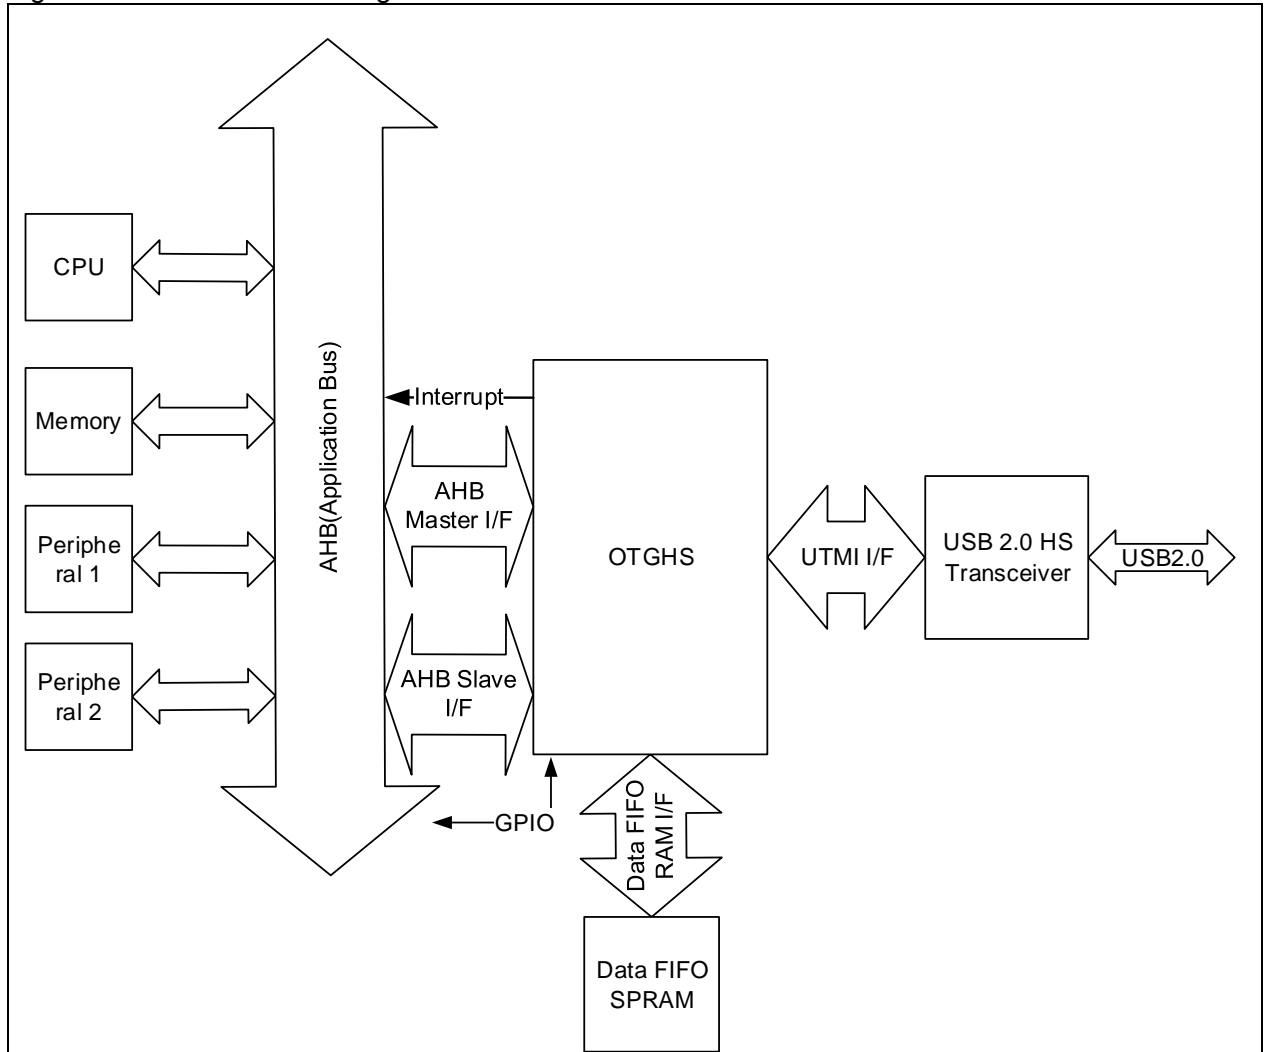 CPU
Memory
Periphe
ral 1
Periphe
ral 2
AHB(Application Bus)
Interrupt
AHB
Master I/F
AHB Slave
I/F
GPIO
OTGHS
UTMI I/F
USB 2.0 HS
Transceiver
USB2.0
Data FIFO
RAM I/F
Data FIFO
SPRAM